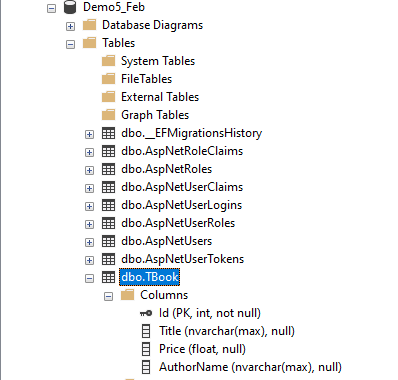 Demo5_Feb
Database Diagrams
Tables
System Tables
FileTables
External Tables
Graph Tables
dbo.__EFMigrationsHistory
dbo.AspNetRoleClaims
dbo.AspNetRoles
dbo.AspNetUserClaims
dbo.AspNetUserLogins
dbo.AspNetUserRoles
dbo.AspNetUsers
dbo.AspNetUserTokens
dbo.TBook
Columns
Id (PK, int, not null)
Title (nvarchar(max), null)
Price (float, null)
AuthorName (nvarchar(max), null)